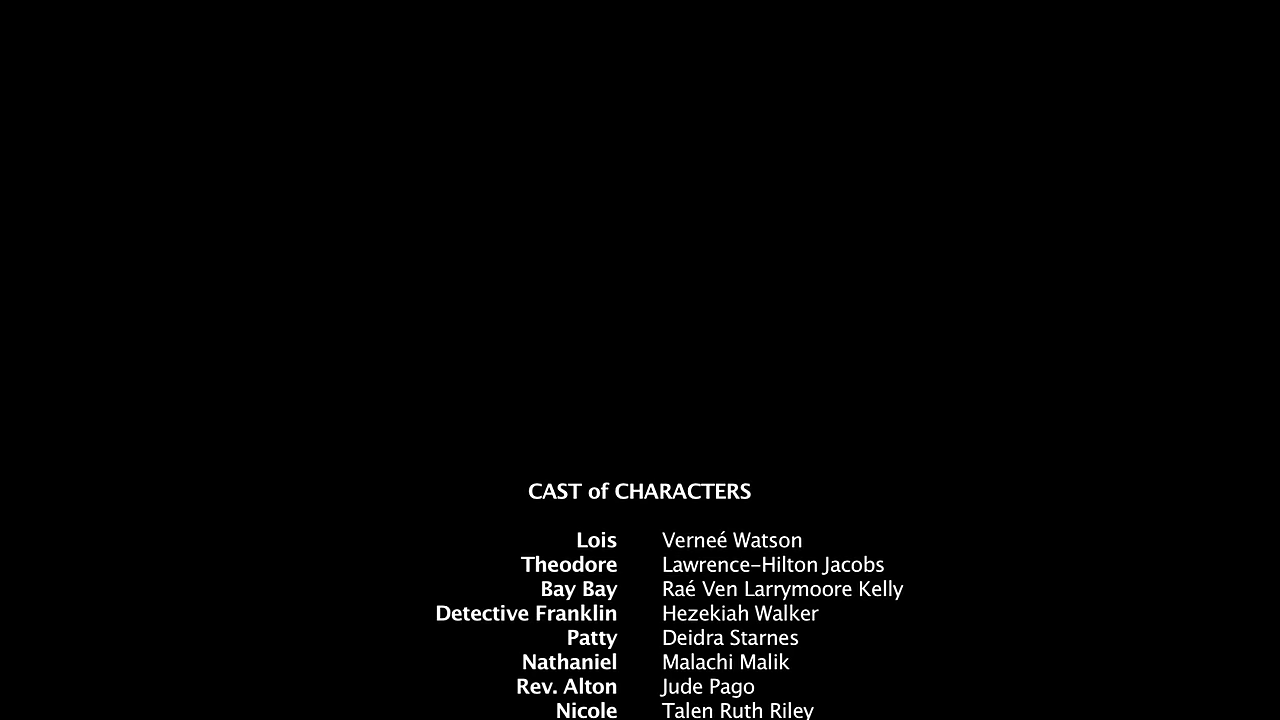 CAST of CHARACTERS
Lois Verneé Watson
Theodore Lawrence-Hilton Jacobs
Bay Bay Raé Ven Larrymoore Kelly
Detective Franklin Hezekiah Walker
Patty Deidra Starnes
Nathaniel Malachi Malik
Rev. Alton Jude Pago
Nicole Talen Ruth Riley